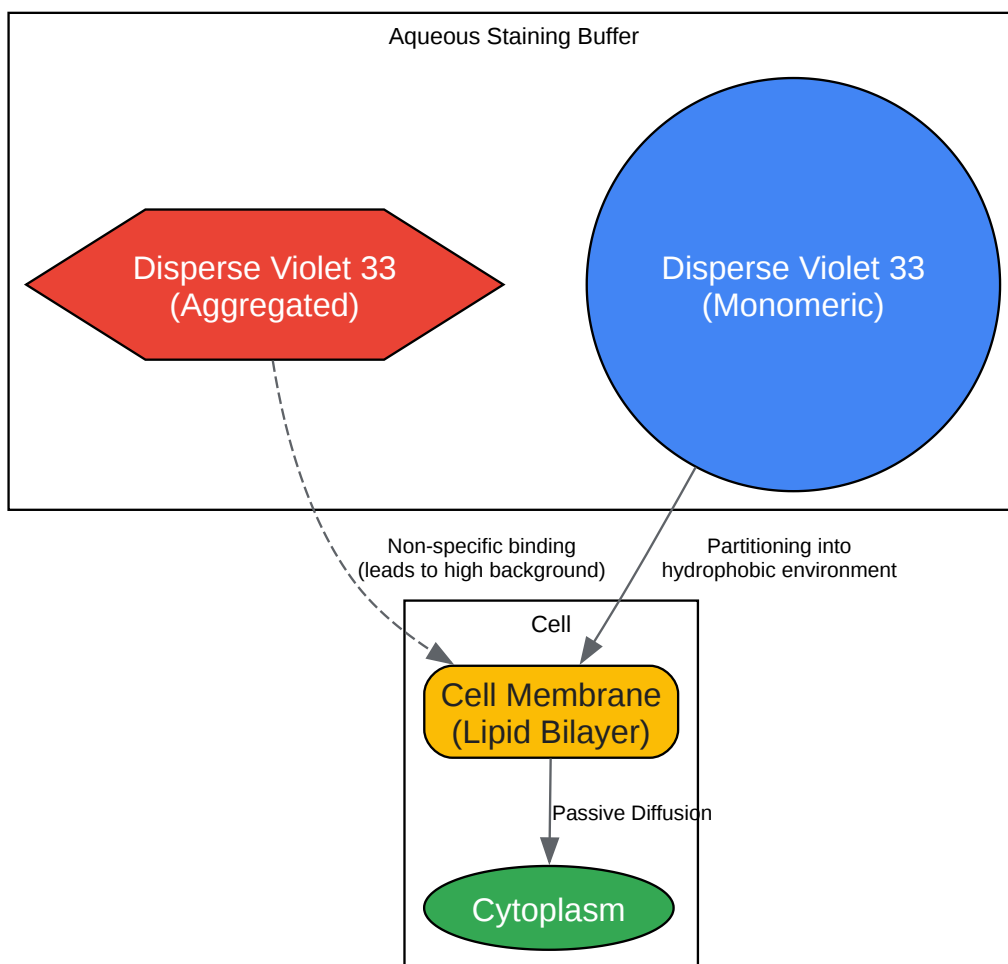 Aqueous Staining Buffer
Disperse Violet 33
(Aggregated)
Disperse Violet 33
(Monomeric)
Non-specific binding
(leads to high background)
Partitioning into
hydrophobic environment
Cell
Cell Membrane
(Lipid Bilayer)
Passive Diffusion
Cytoplasm